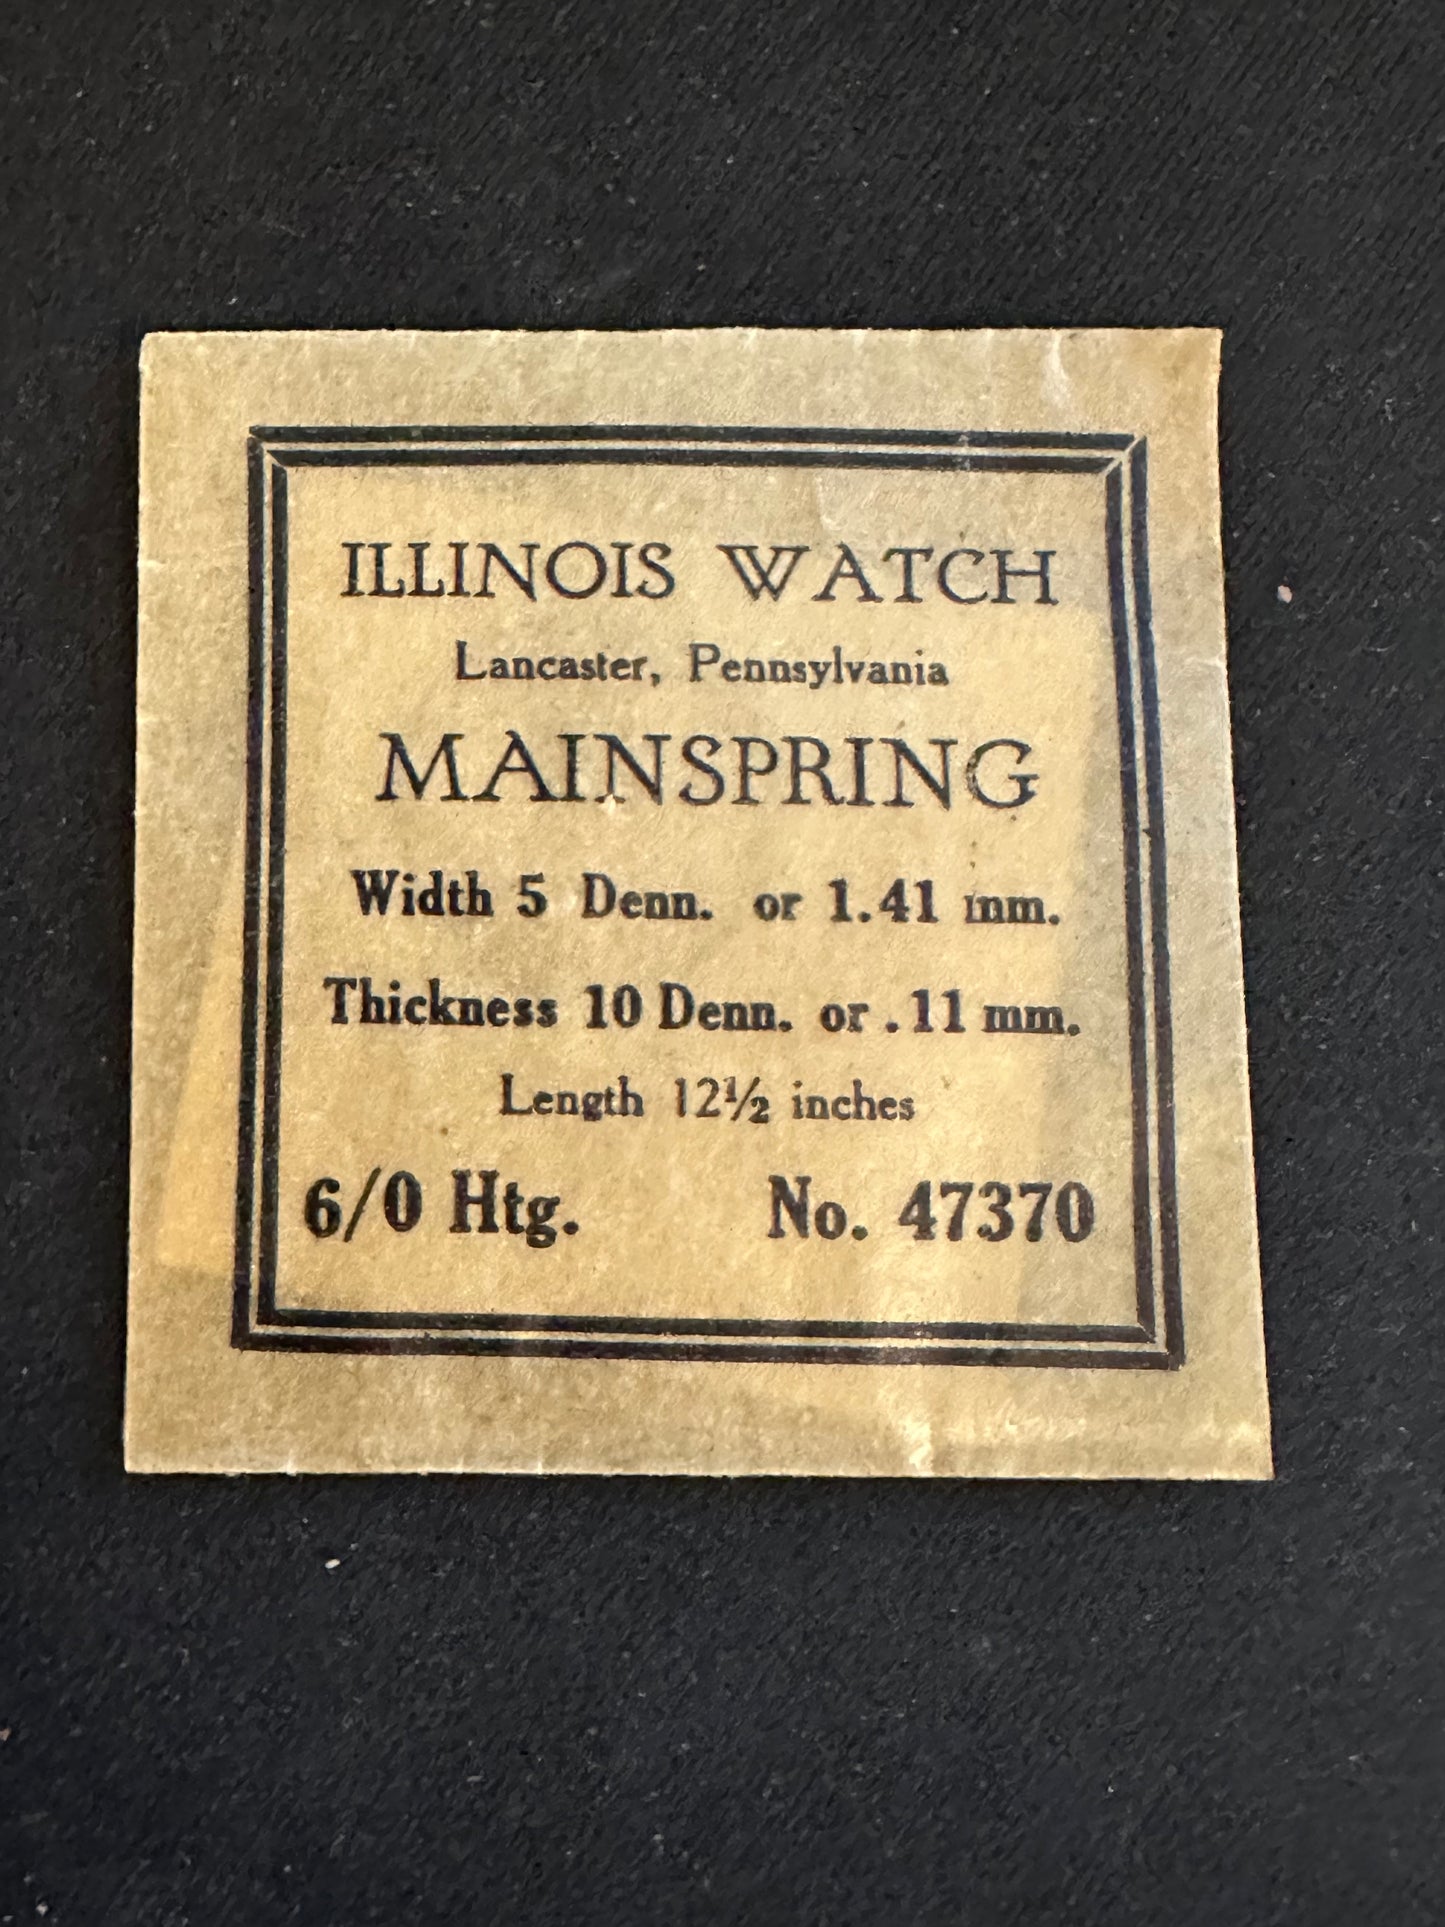 ILLINOIS WATCH
Lancaster, Pennsylvania
MAINSPRING
Width 5 Denn. or 1.41 mm.
Thickness 10 Denn. or .11 mm.
Length 12½ inches
6/0 Htg. No. 47370